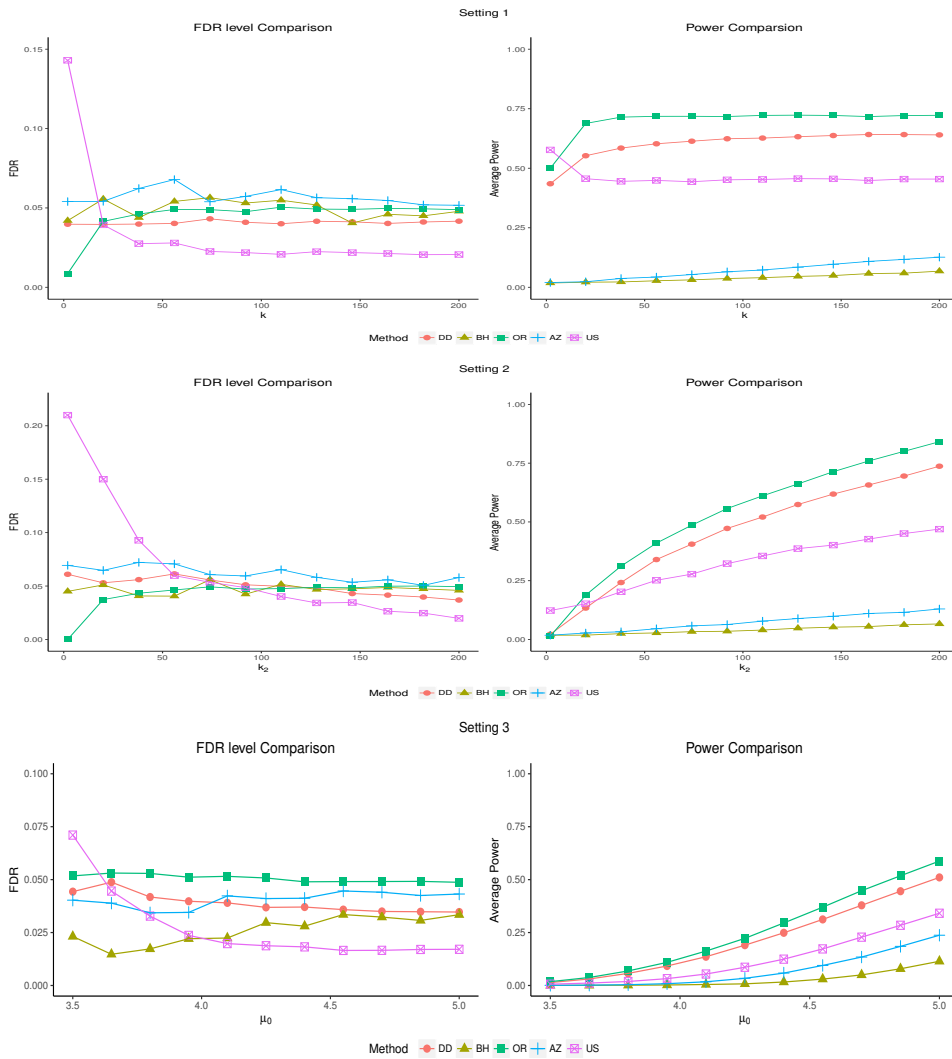 Setting 1
FDR level Comparison
Power Comparsion
0.15
0.10
0.05
0.00
FDR
0 50 100 150 200
k
1.00
0.75
0.50
0.25
0.00
Average Power
0 50 100 150 200
k
Method DD BH OR AZ US
Setting 2
FDR level Comparison
Power Comparison
0.20
0.15
0.10
0.05
0.00
FDR
0 50 100 150 200
k2
1.00
0.75
0.50
0.25
0.00
Average Power
0 50 100 150 200
k2
Method DD BH OR AZ US
Setting 3
FDR level Comparison
Power Comparison
0.100
0.075
0.050
0.025
0.000
FDR
3.5 4.0 4.5 5.0
μ0
1.00
0.75
0.50
0.25
0.00
Average Power
3.5 4.0 4.5 5.0
μ0
Method DD BH OR AZ US